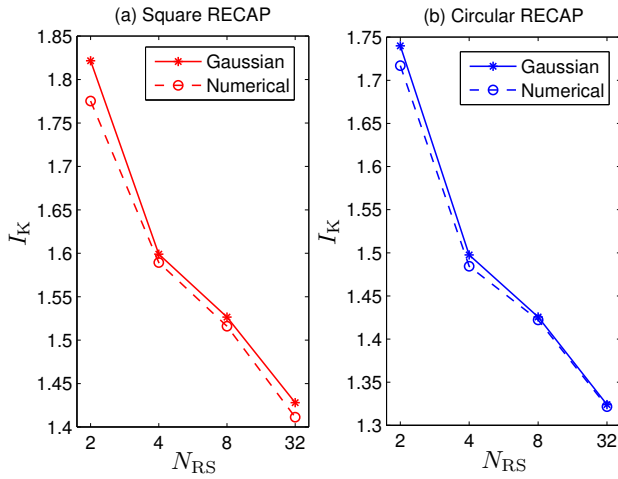 (a) Square RECAP
1.85
1.8
1.75
1.7
1.65
1.6
1.55
1.5
1.45
1.4
I_K
2
4
8
32
N_RS
Gaussian
Numerical
(b) Circular RECAP
1.75
1.7
1.65
1.6
1.55
1.5
1.45
1.4
1.35
1.3
I_K
2
4
8
32
N_RS
Gaussian
Numerical